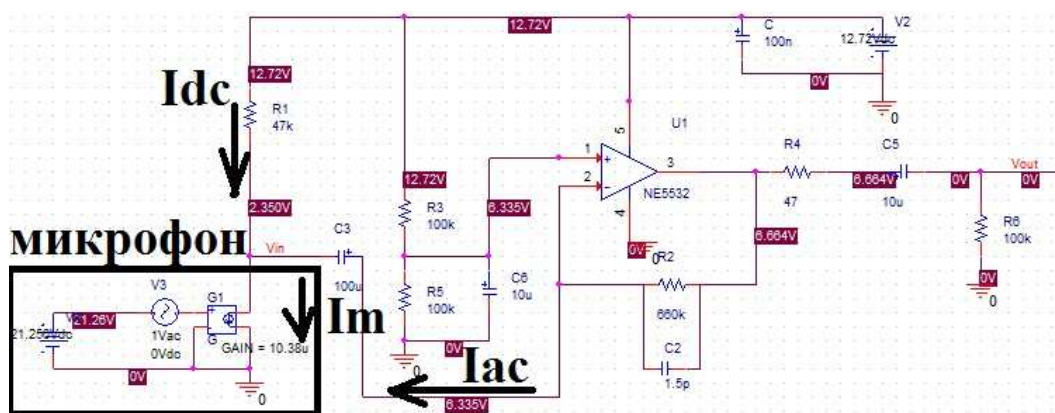 12.72V
12.72V
C
100n
V2
12.72Vdc
0V
0
Idc
12.72V
R1
47k
U1
5
1
2
3
4
NE5532
R4
47
C5
10u
Vout
6.664V
0V
0V
12.72V
R3
100k
6.335V
2.350V
микрофон
Vin
C3
100u
0V
0
R2
660k
6.664V
R6
100k
0V
0
R5
100k
C6
10u
V3
G1
21.26V
21.250Vdc
1Vac
0Vdc
G
GAIN = 10.38u
Im
0V
0
0V
0
C2
1.5p
Iac
6.335V